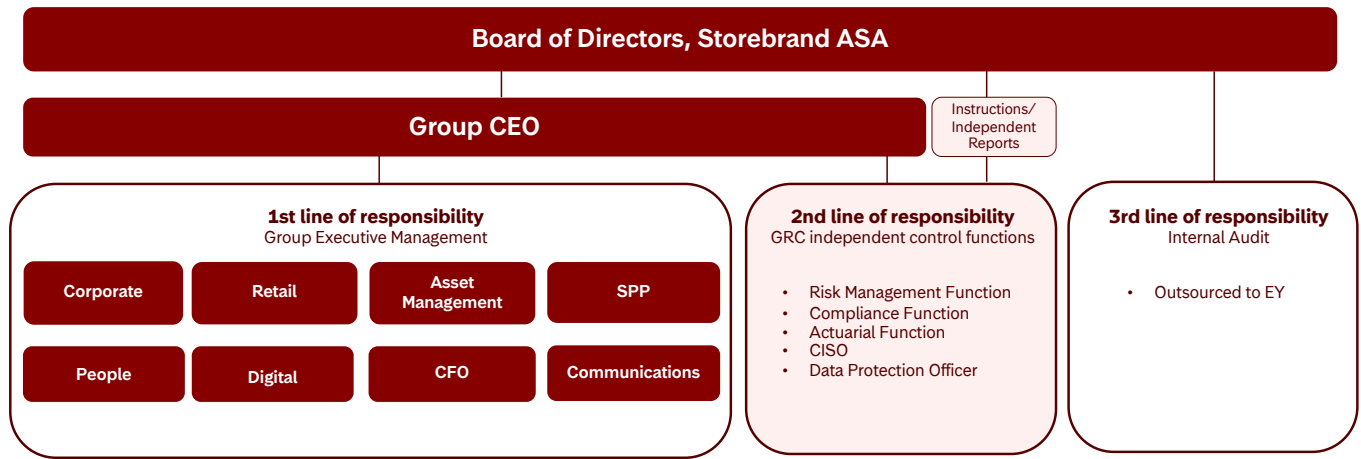 Board of Directors, Storebrand ASA
Group CEO
Instructions/
Independent
Reports
1st line of responsibility
Group Executive Management
Corporate
Retail
Asset
Management
SPP
People
Digital
CFO
Communications
2nd line of responsibility
GRC independent control functions
• Risk Management Function
• Compliance Function
• Actuarial Function
• CISO
• Data Protection Officer
3rd line of responsibility
Internal Audit
• Outsourced to EY